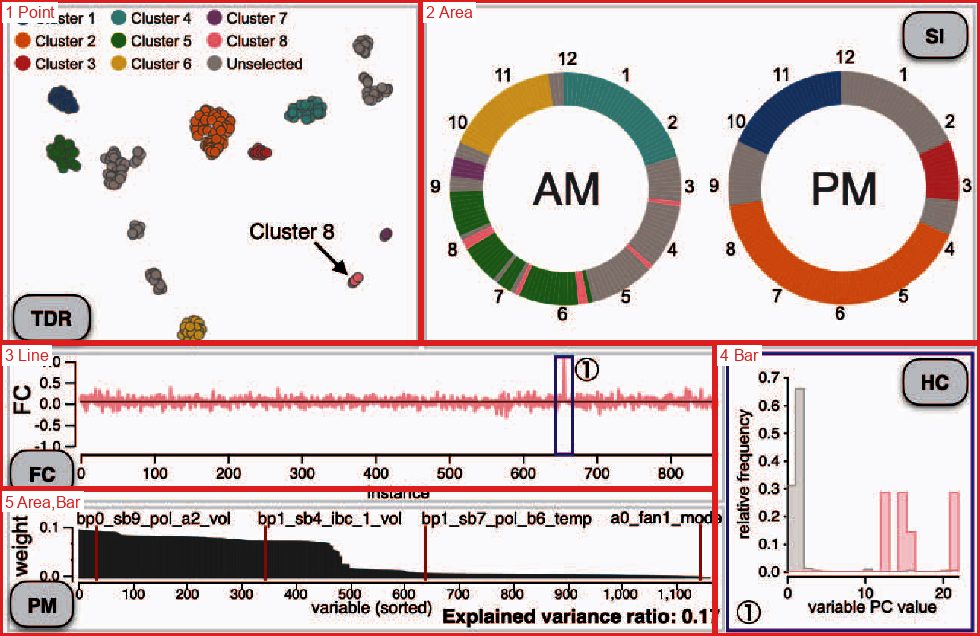 1 Point
Cluster 1 Cluster 4 Cluster 7
Cluster 2 Cluster 5 Cluster 8
Cluster 3 Cluster 6 Unselected
Cluster 8
TDR
2 Area
SI
12
11 1
10 2
9 AM 3
8 4
7 5
6
12
11 1
10 2
9 PM 3
8 4
7 5
6
3 Line
FC
1.0
0.5
0.0
-0.5
-1.0
①
FC
0 100 200 300 400 500 600 700 800
instance
4 Bar
HC
relative frequency
0.7
0.6
0.5
0.4
0.3
0.2
0.1
0.0
0 10 20
① variable PC value
5 Area,Bar
bp0_sb9_pol_a2_vol bp1_sb4_ibc_1_vol bp1_sb7_pol_b6_temp a0_fan1_mode
weight
0.1
0.0
PM
0 100 200 300 400 500 600 700 800 900 1,000 1,100
variable (sorted)
Explained variance ratio: 0.17